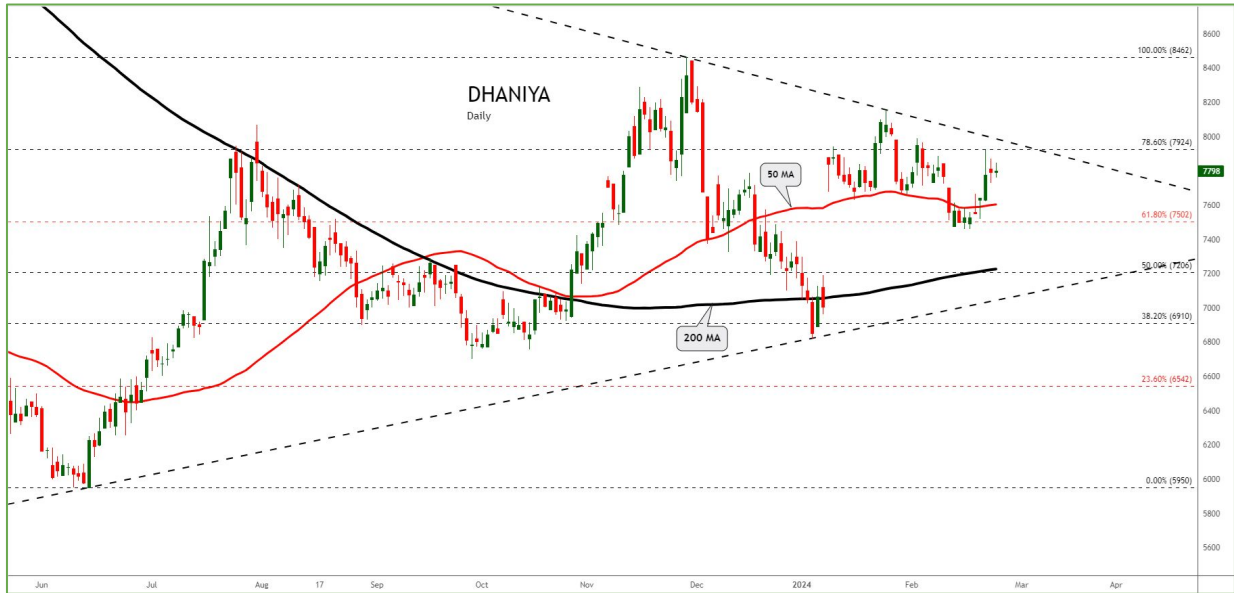 DHANIYA
Daily
50 MA
200 MA
100.00% (8462)
78.60% (7924)
61.80% (7502)
50.00% (7206)
38.20% (6910)
23.60% (6542)
0.00% (5950)
8600
8400
8200
8000
7798
7600
7400
7200
7000
6800
6600
6400
6200
6000
5800
5600
Jun
Jul
Aug
17
Sep
Oct
Nov
Dec
2024
Feb
Mar
Apr